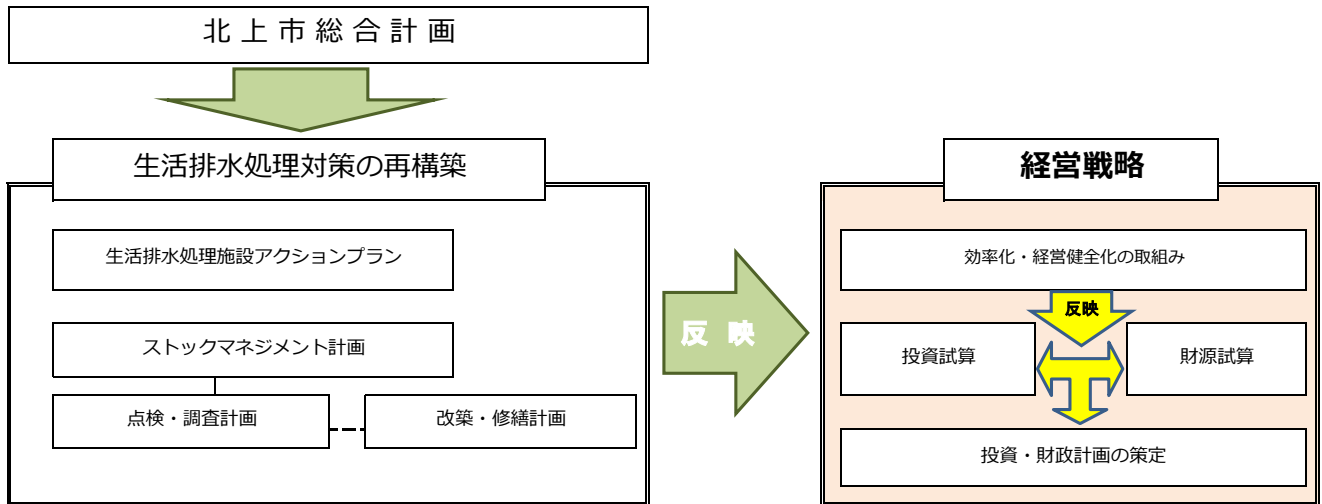 北上市総合計画
生活排水処理対策の再構築
生活排水処理施設アクションプラン
ストックマネジメント計画
点検・調査計画
改築・修繕計画
反映
経営戦略
効率化・経営健全化の取組み
反映
投資試算
財源試算
投資・財政計画の策定